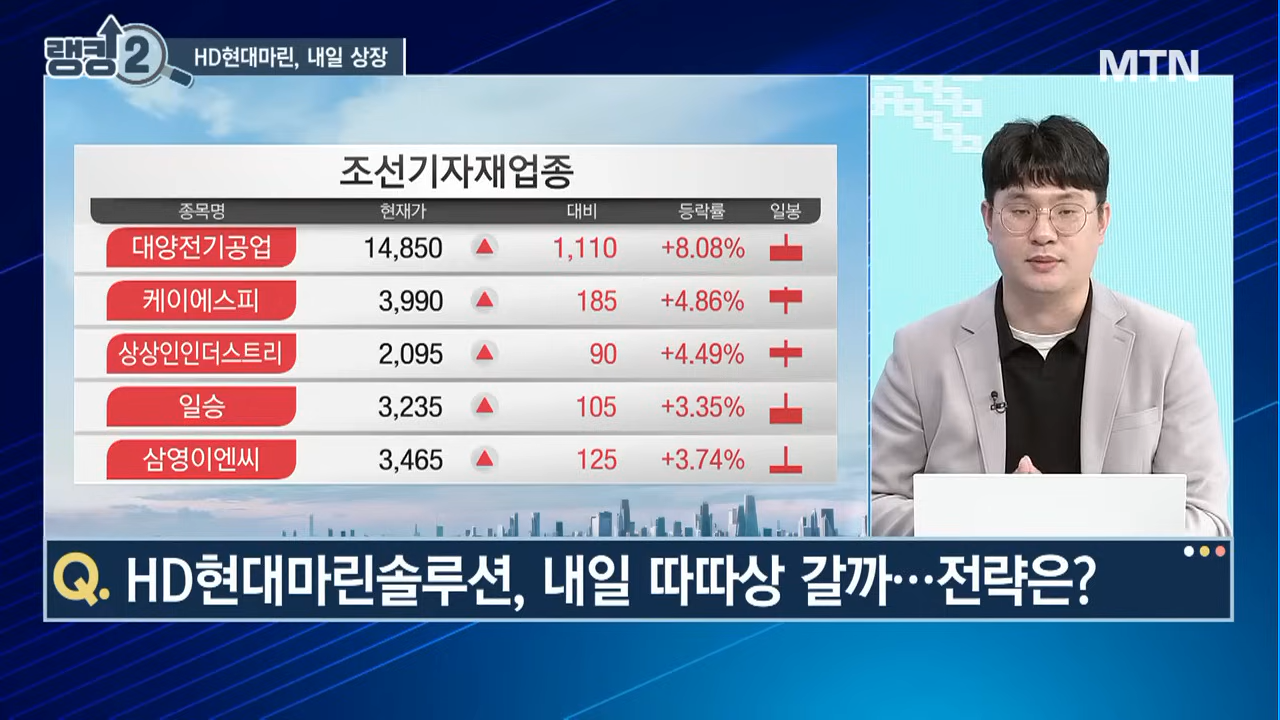 랭킹2
HD현대마린, 내일 상장
MTN
조선기자재업종
종목명 현재가 대비 등락률 일봉
대양전기공업 14,850 ▲ 1,110 +8.08%
케이에스피 3,990 ▲ 185 +4.86%
상상인인더스트리 2,095 ▲ 90 +4.49%
일승 3,235 ▲ 105 +3.35%
삼영이엔씨 3,465 ▲ 125 +3.74%
Q. HD현대마린솔루션, 내일 따따상 갈까…전략은?